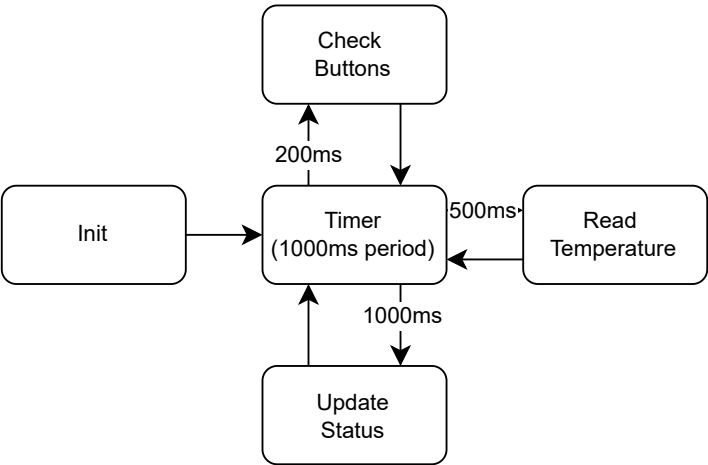 Check
Buttons
200ms
Init
Timer
(1000ms period)
500ms
Read
Temperature
1000ms
Update
Status